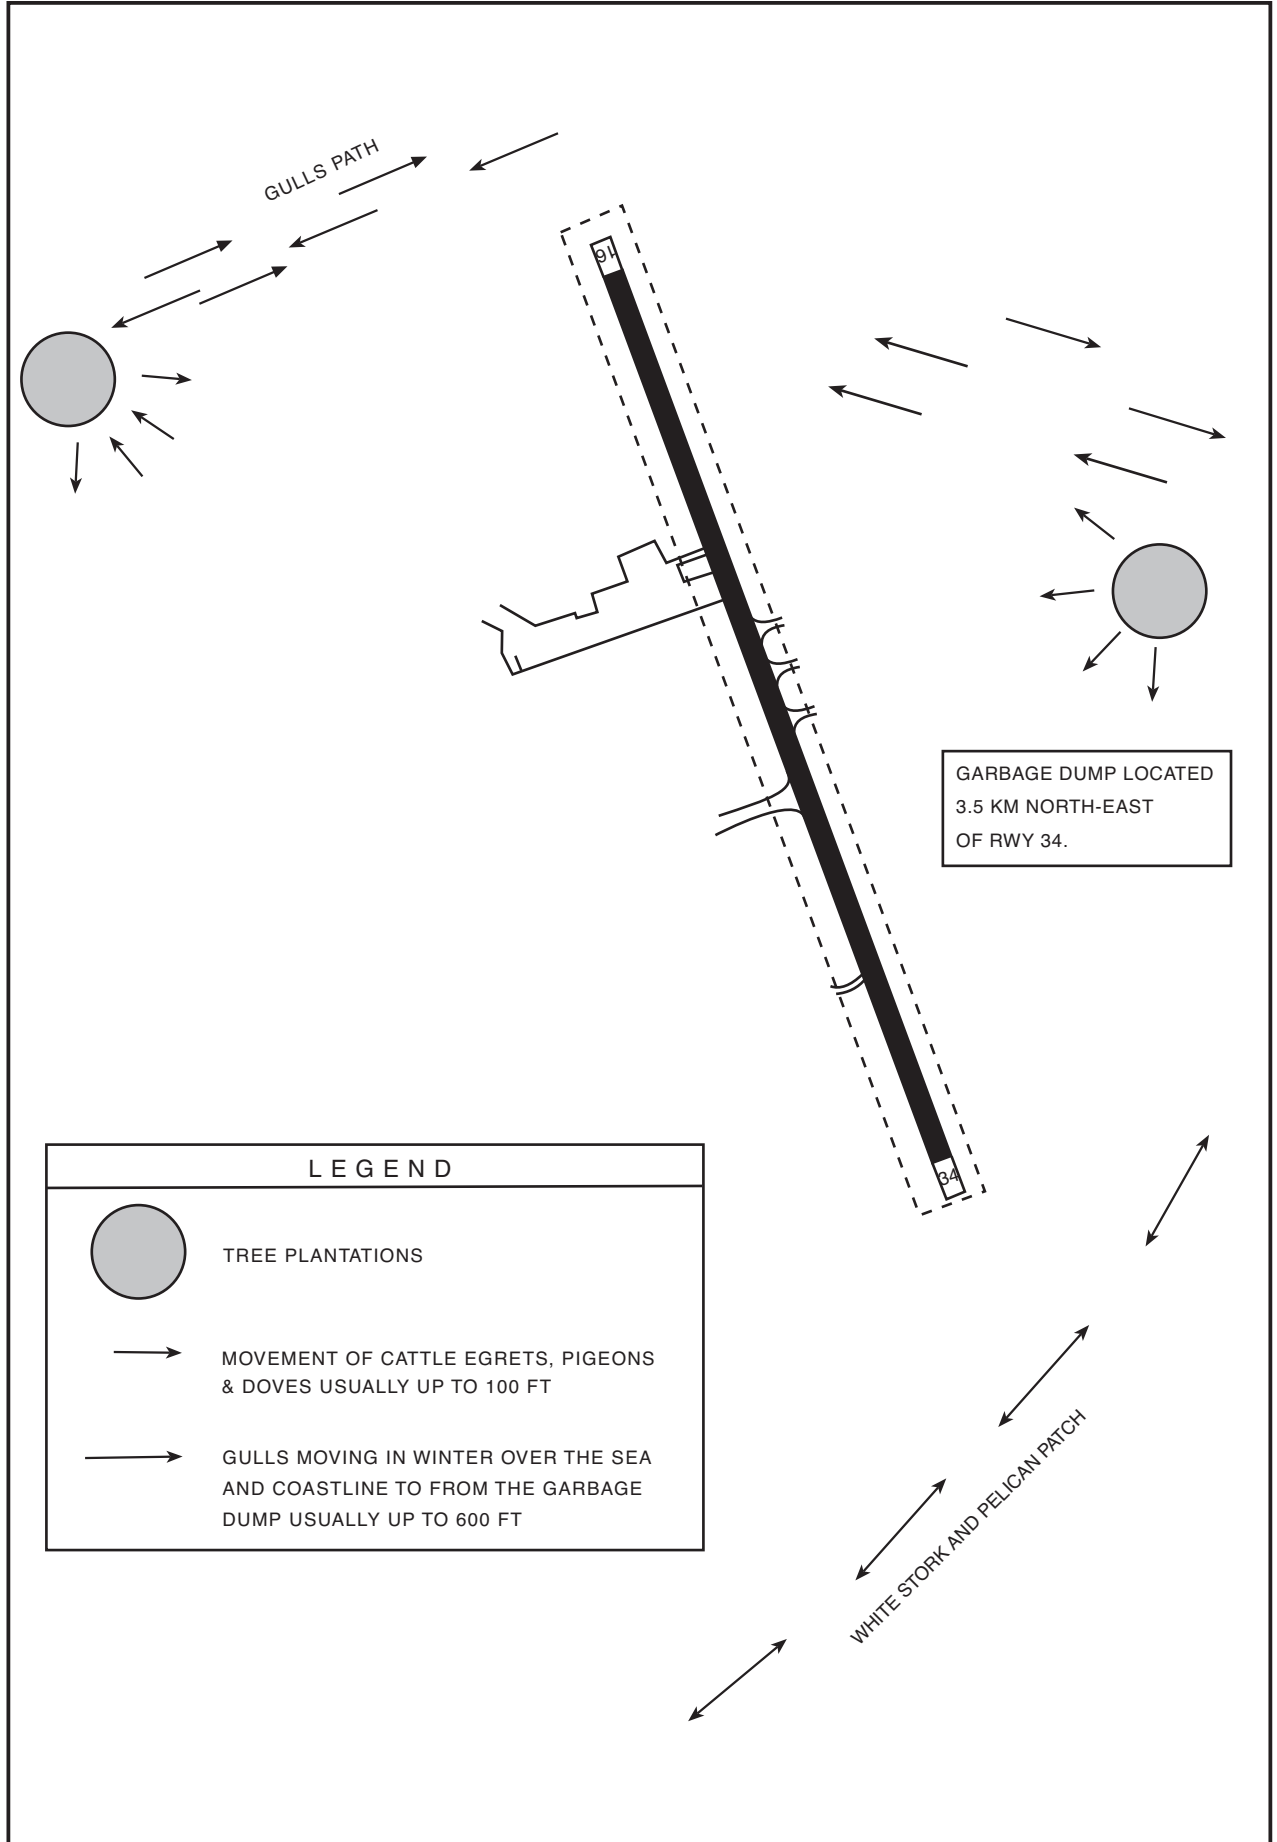 GULLS PATH
16
GARBAGE DUMP LOCATED
3.5 KM NORTH-EAST
OF RWY 34.
34
LEGEND
TREE PLANTATIONS
MOVEMENT OF CATTLE EGRETS, PIGEONS
& DOVES USUALLY UP TO 100 FT
GULLS MOVING IN WINTER OVER THE SEA
AND COASTLINE TO FROM THE GARBAGE
DUMP USUALLY UP TO 600 FT
WHITE STORK AND PELICAN PATCH